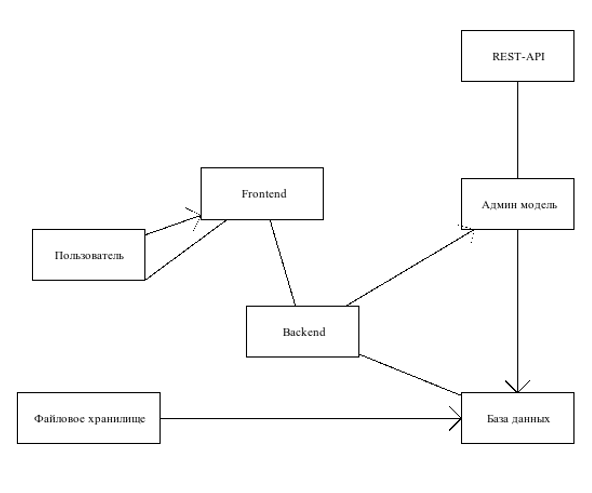 REST-API
Frontend
Админ модель
Пользователь
Backend
Файловое хранилище
База данных